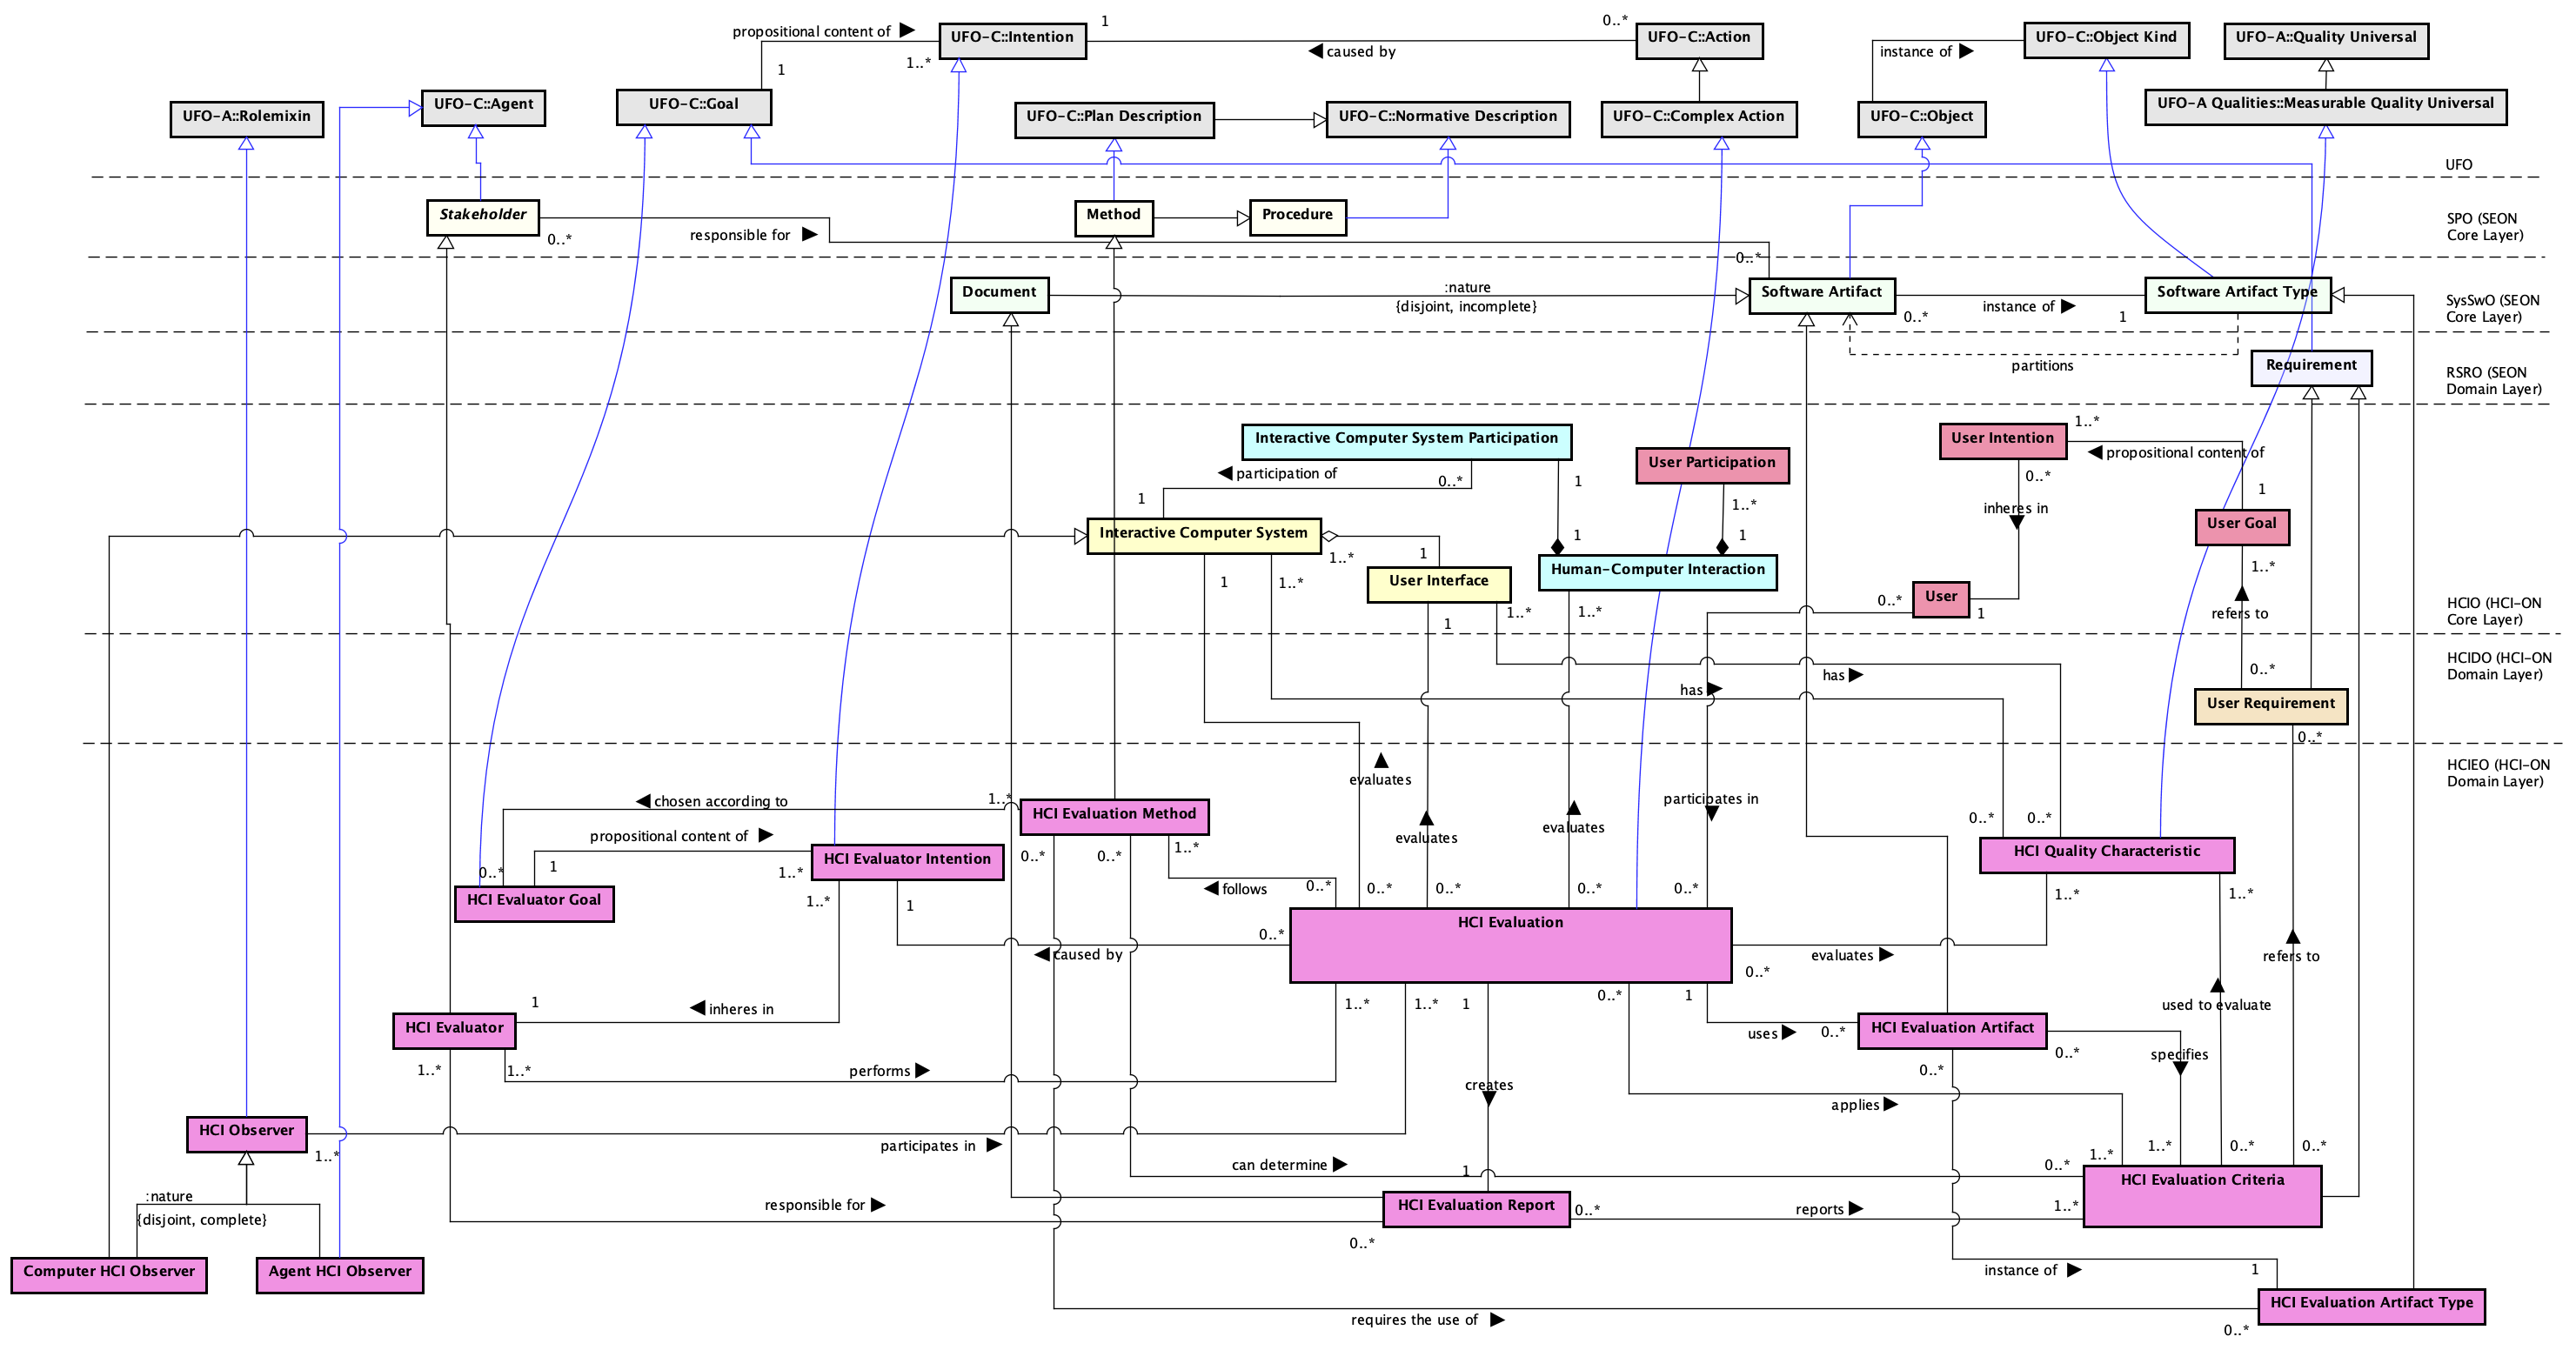 propositional content of
UFO-C::Intention
1
0..*
UFO-C::Action
caused by
1..*
1
instance of
UFO-C::Object Kind
UFO-A::Quality Universal
UFO-A::Rolemixin
UFO-C::Agent
UFO-C::Goal
UFO-C::Plan Description
UFO-C::Normative Description
UFO-C::Complex Action
UFO-C::Object
UFO-A Qualities::Measurable Quality Universal
UFO
Stakeholder
0..*
responsible for
Method
Procedure
SPO (SEON
Core Layer)
0..*
Document
:nature
{disjoint, incomplete}
Software Artifact
0..*
instance of
1
Software Artifact Type
SysSwO (SEON
Core Layer)
partitions
Requirement
RSRO (SEON
Domain Layer)
Interactive Computer System Participation
participation of
0..*
1
1
User Participation
1..*
User Intention
1..*
propositional content of
0..*
1
inheres in
Interactive Computer System
1..*
1
1
1
User Goal
1
1..*
User Interface
Human-Computer Interaction
1..*
User
0..*
1
1..*
1..*
1
refers to
HCIO (HCI-ON
Core Layer)
HCIDO (HCI-ON
Domain Layer)
has
has
0..*
User Requirement
0..*
HCIEO (HCI-ON
Domain Layer)
evaluates
chosen according to
1..*
HCI Evaluation Method
participates in
evaluates
evaluates
0..*
0..*
propositional content of
1
HCI Evaluator Intention
1..*
0..*
0..*
1..*
0..*
HCI Quality Characteristic
HCI Evaluator Goal
1..*
1
follows
0..*
0..*
0..*
0..*
0..*
1..*
1..*
HCI Evaluation
0..*
caused by
evaluates
0..*
refers to
1
inheres in
1..*
1..*
1
0..*
1
used to evaluate
HCI Evaluator
HCI Evaluation Artifact
uses
0..*
0..*
specifies
1..*
1..*
performs
creates
0..*
applies
HCI Observer
1..*
participates in
1..*
1..*
0..*
0..*
can determine
1
0..*
HCI Evaluation Criteria
:nature
{disjoint, complete}
responsible for
HCI Evaluation Report
0..*
reports
1..*
0..*
Computer HCI Observer
Agent HCI Observer
instance of
1
HCI Evaluation Artifact Type
requires the use of
0..*